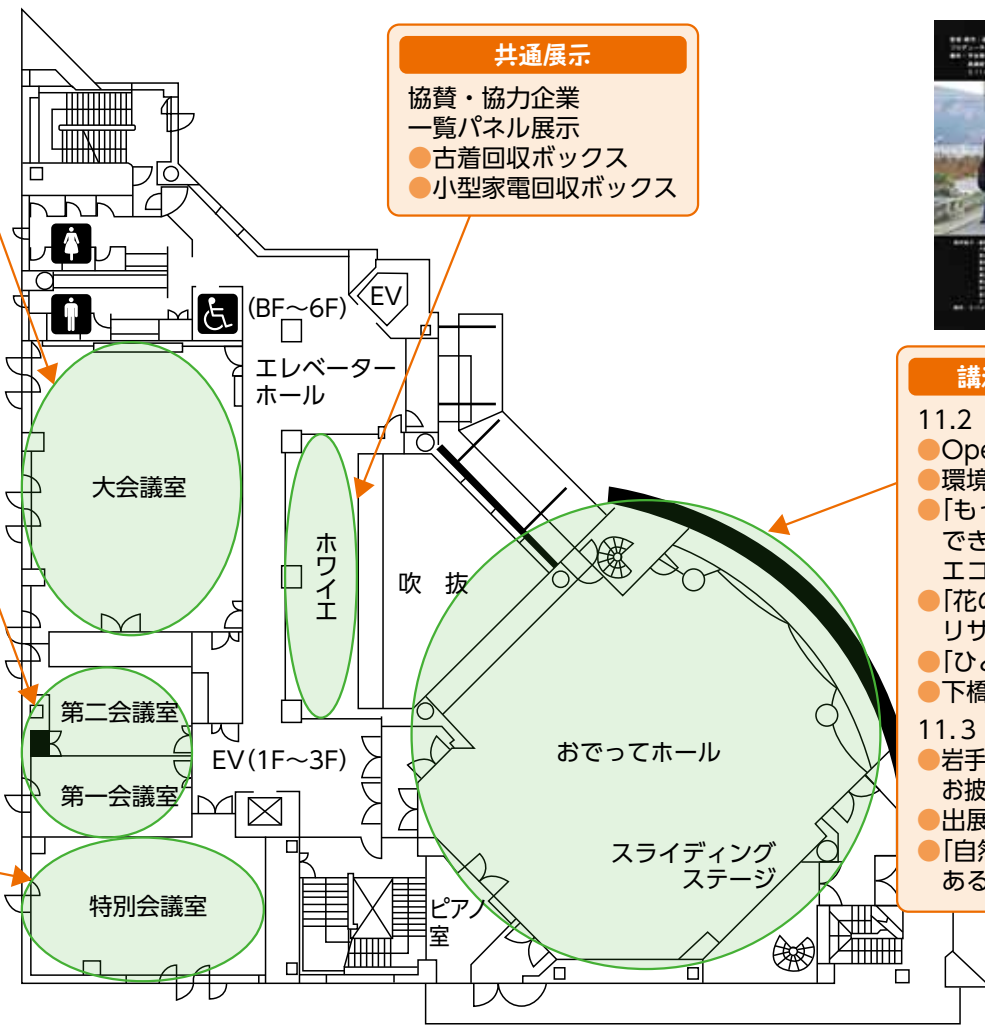 共通展示
協賛・協力企業
一覧パネル展示
●古着回収ボックス
●小型家電回収ボックス
(BF～6F)
EV
エレベーター
ホール
大会議室
ホワイエ
吹 抜
第二会議室
EV(1F～3F)
第一会議室
特別会議室
ピアノ
室
おでってホール
スライディング
ステージ
講
11.2
●Ope
●環境
●「もっ
でき
エコ
●「花の
リサ
●「ひと
●下橋
11.3
●岩手
お披
●出展
●「自然
ある